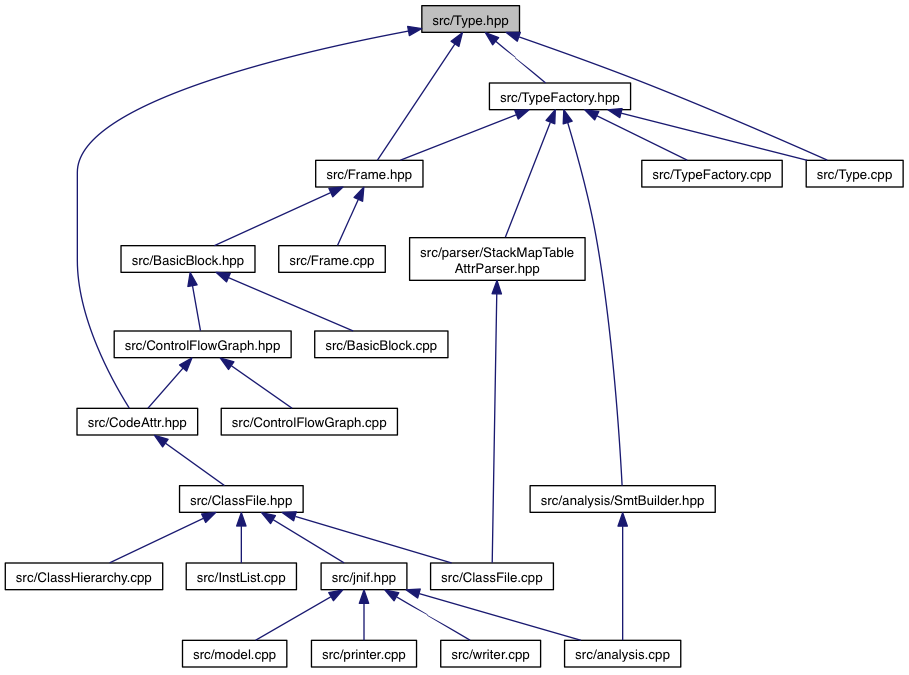 src/Type.hpp
src/TypeFactory.hpp
src/Frame.hpp
src/TypeFactory.cpp
src/Type.cpp
src/BasicBlock.hpp
src/Frame.cpp
src/parser/StackMapTable
AttrParser.hpp
src/ControlFlowGraph.hpp
src/BasicBlock.cpp
src/CodeAttr.hpp
src/ControlFlowGraph.cpp
src/ClassFile.hpp
src/analysis/SmtBuilder.hpp
src/ClassHierarchy.cpp
src/InstList.cpp
src/jnif.hpp
src/ClassFile.cpp
src/model.cpp
src/printer.cpp
src/writer.cpp
src/analysis.cpp